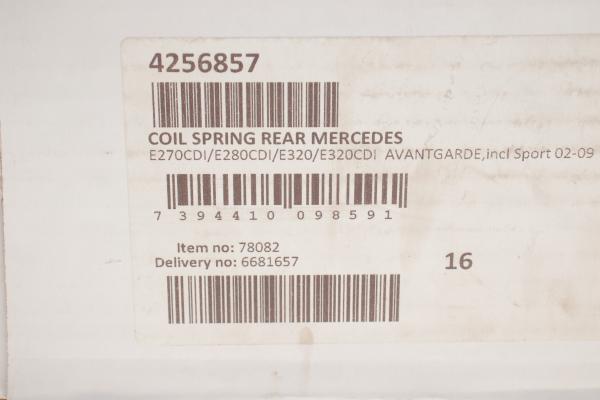 4256857
COIL SPRING REAR MERCEDES
E270CDI/E280CDI/E320/E320CDI AVANTGARDE,incl Sport 02-09
7 394410 098591
Item no: 78082
Delivery no: 6681657
16